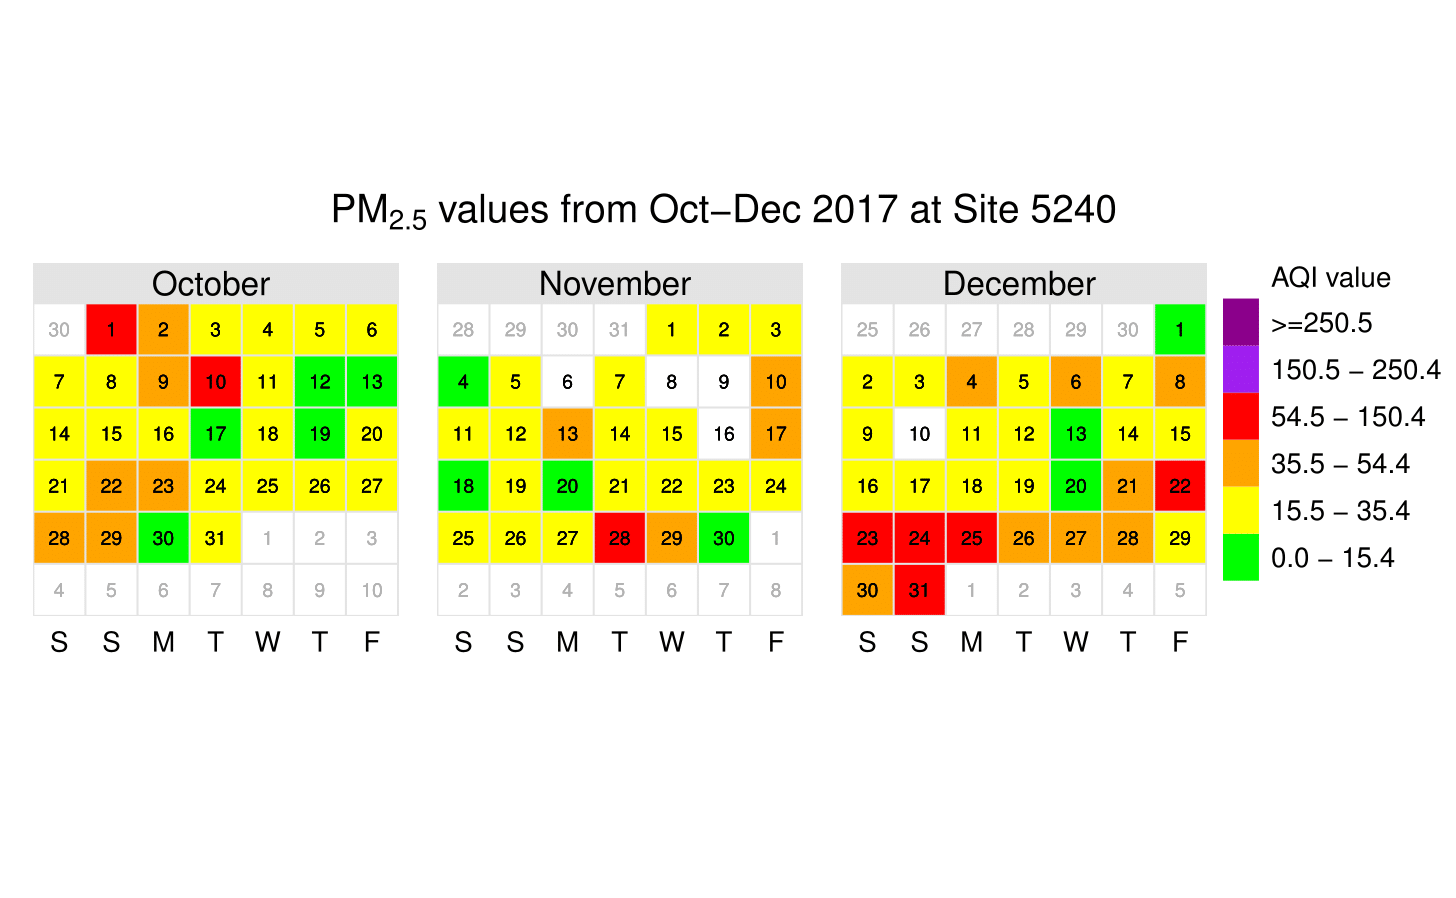 PM2.5 values from Oct−Dec 2017 at Site 5240
October
30 1 2 3 4 5 6
7 8 9 10 11 12 13
14 15 16 17 18 19 20
21 22 23 24 25 26 27
28 29 30 31 1 2 3
4 5 6 7 8 9 10
S S M T W T F
November
28 29 30 31 1 2 3
4 5 6 7 8 9 10
11 12 13 14 15 16 17
18 19 20 21 22 23 24
25 26 27 28 29 30 1
2 3 4 5 6 7 8
S S M T W T F
December
25 26 27 28 29 30 1
2 3 4 5 6 7 8
9 10 11 12 13 14 15
16 17 18 19 20 21 22
23 24 25 26 27 28 29
30 31 1 2 3 4 5
S S M T W T F
AQI value
>=250.5
150.5 − 250.4
54.5 − 150.4
35.5 − 54.4
15.5 − 35.4
0.0 − 15.4